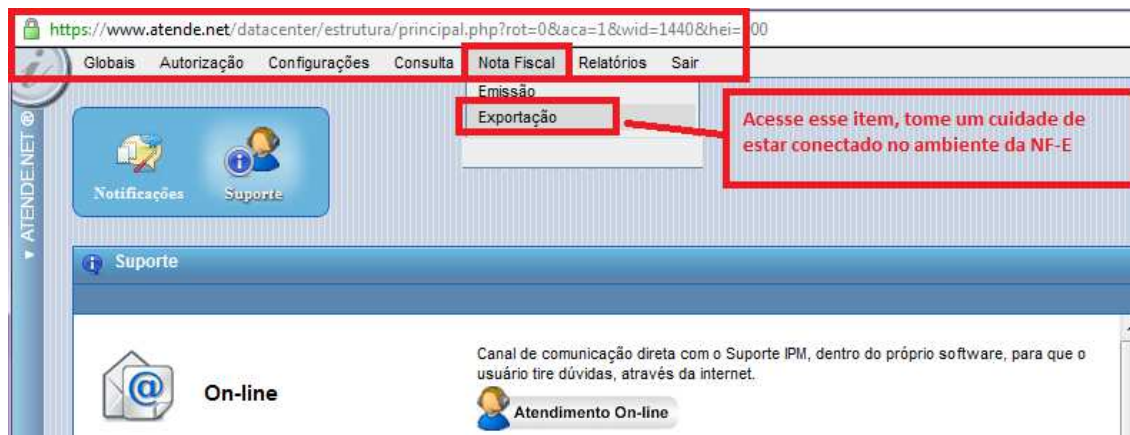 https://www.atende.net/datacenter/estrutura/principal.php?rot=0&aca=1&wid=1440&hei= 00
Globais Autorização Configurações Consulta Nota Fiscal Relatórios Sair
Emissão
Exportação
Acesse esse item, tome um cuidade de
estar conectado no ambiente da NF-E
Notificações Suporte
ATENDE.NET ®
Suporte
On-line
Canal de comunicação direta com o Suporte IPM, dentro do próprio software, para que o
usuário tire dúvidas, através da internet.
Atendimento On-line